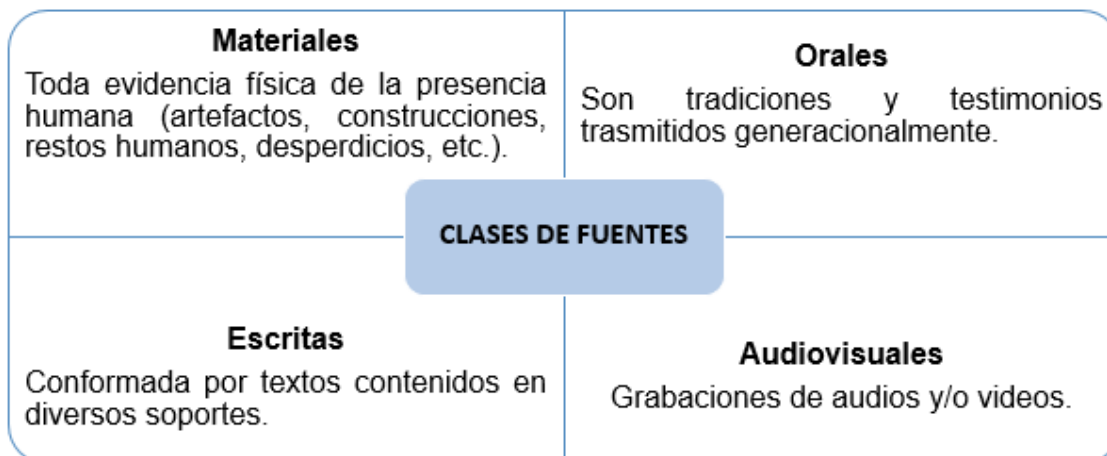 Materiales
Toda evidencia física de la presencia
humana (artefactos, construcciones,
restos humanos, desperdicios, etc.).
Orales
Son tradiciones y testimonios
trasmitidos generacionalmente.
CLASES DE FUENTES
Escritas
Conformada por textos contenidos en
diversos soportes.
Audiovisuales
Grabaciones de audios y/o videos.